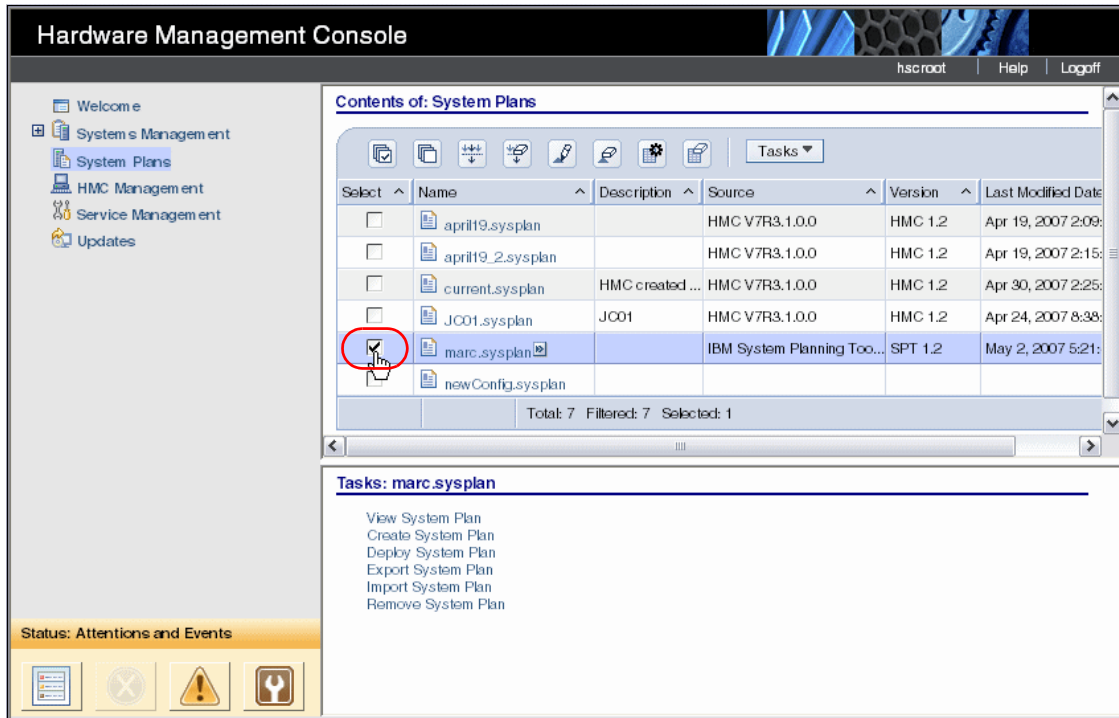 Hardware Management Console
hscroot | Help | Logoff
Welcome
Systems Management
System Plans
HMC Management
Service Management
Updates
Contents of: System Plans
Tasks
Select Name Description Source Version Last Modified Date
april19.sysplan HMC V7R3.1.0.0 HMC 1.2 Apr 19, 2007 2:09:
april19_2.sysplan HMC V7R3.1.0.0 HMC 1.2 Apr 19, 2007 2:15:
current.sysplan HMC created ... HMC V7R3.1.0.0 HMC 1.2 Apr 30, 2007 2:25:
JC01.sysplan JC01 HMC V7R3.1.0.0 HMC 1.2 Apr 24, 2007 8:38:
marc.sysplan IBM System Planning Too... SPT 1.2 May 2, 2007 5:21:
newConfig.sysplan
Total: 7 Filtered: 7 Selected: 1
Tasks: marc.sysplan
View System Plan
Create System Plan
Deploy System Plan
Export System Plan
Import System Plan
Remove System Plan
Status: Attentions and Events